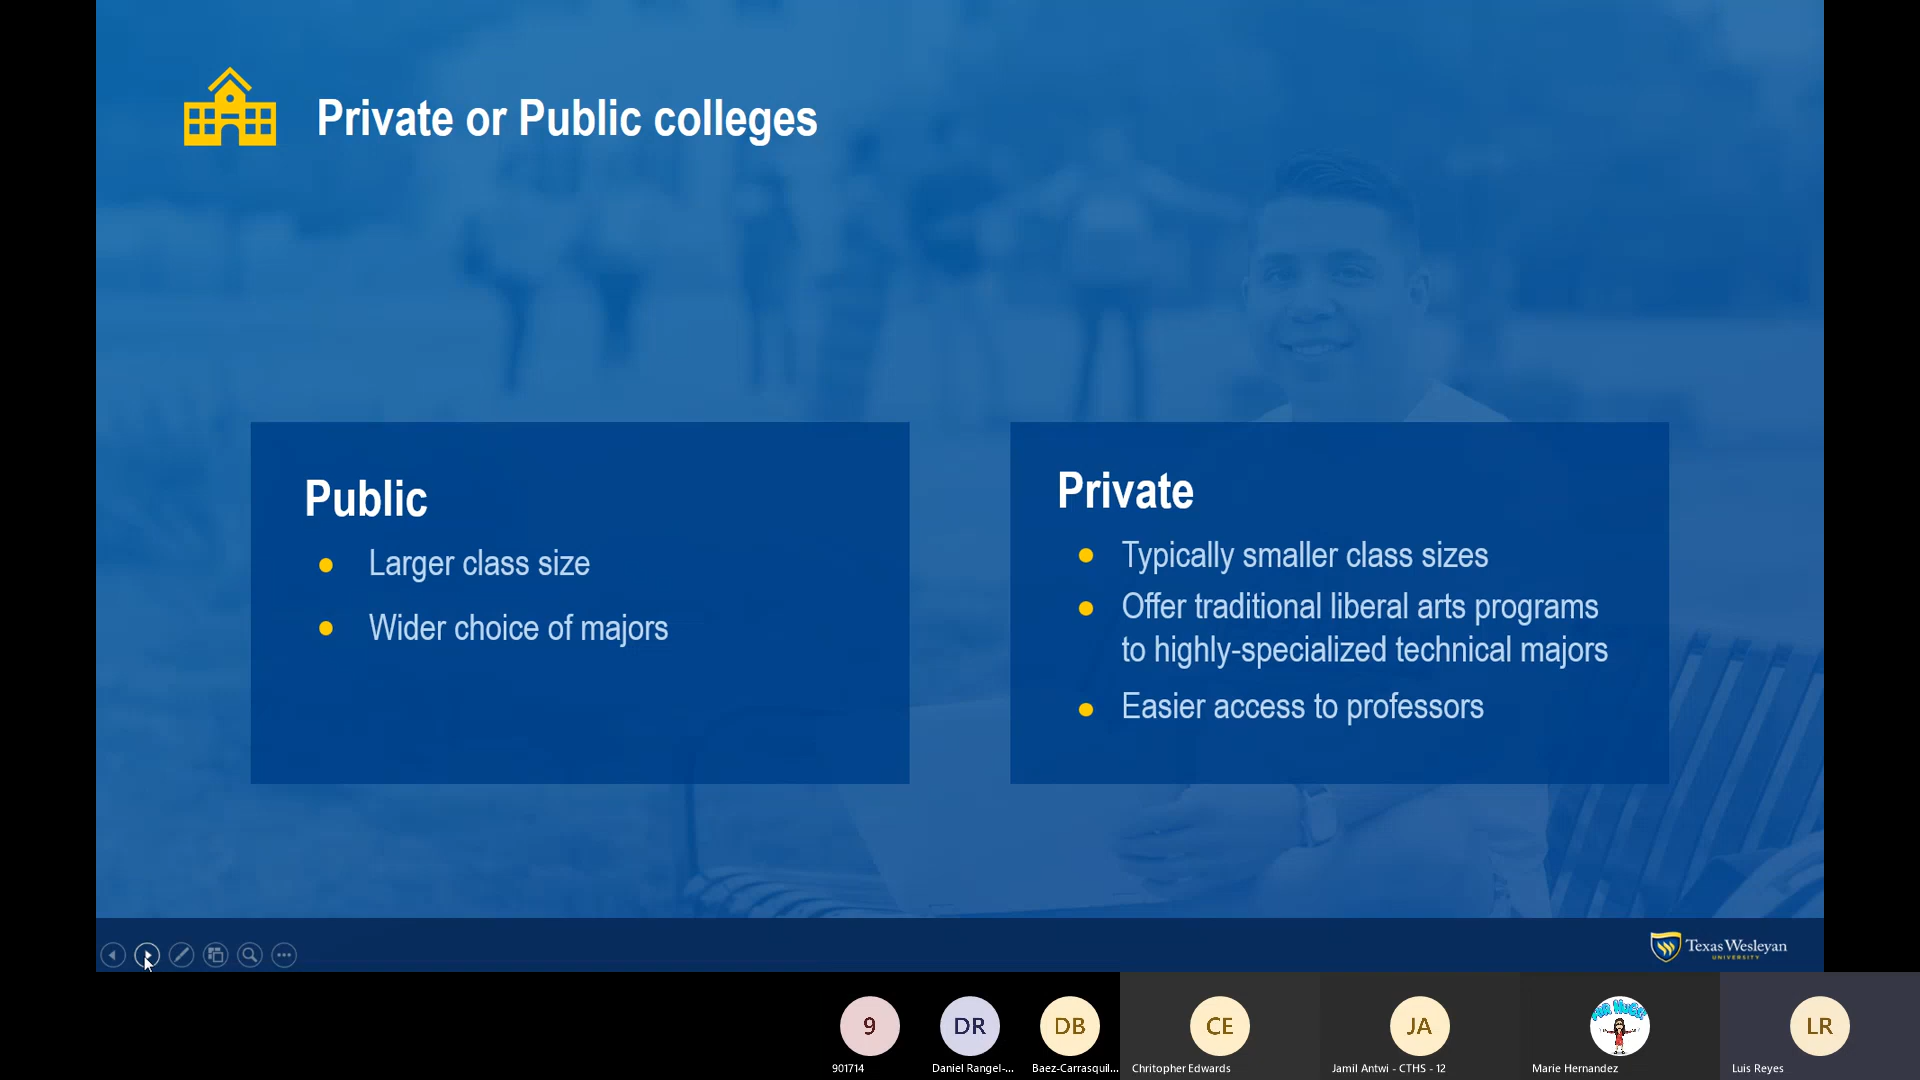 Private or Public colleges
Public
Larger class size
Wider choice of majors
Private
Typically smaller class sizes
Offer traditional liberal arts programs
to highly-specialized technical majors
Easier access to professors
Texas Wesleyan
UNIVERSITY
9
DR
DB
CE
JA
LR
901714
Daniel Rangel-...
Baez-Carrasquil...
Chritopher Edwards
Jamil Antwi - CTHS - 12
Marie Hernandez
Luis Reyes